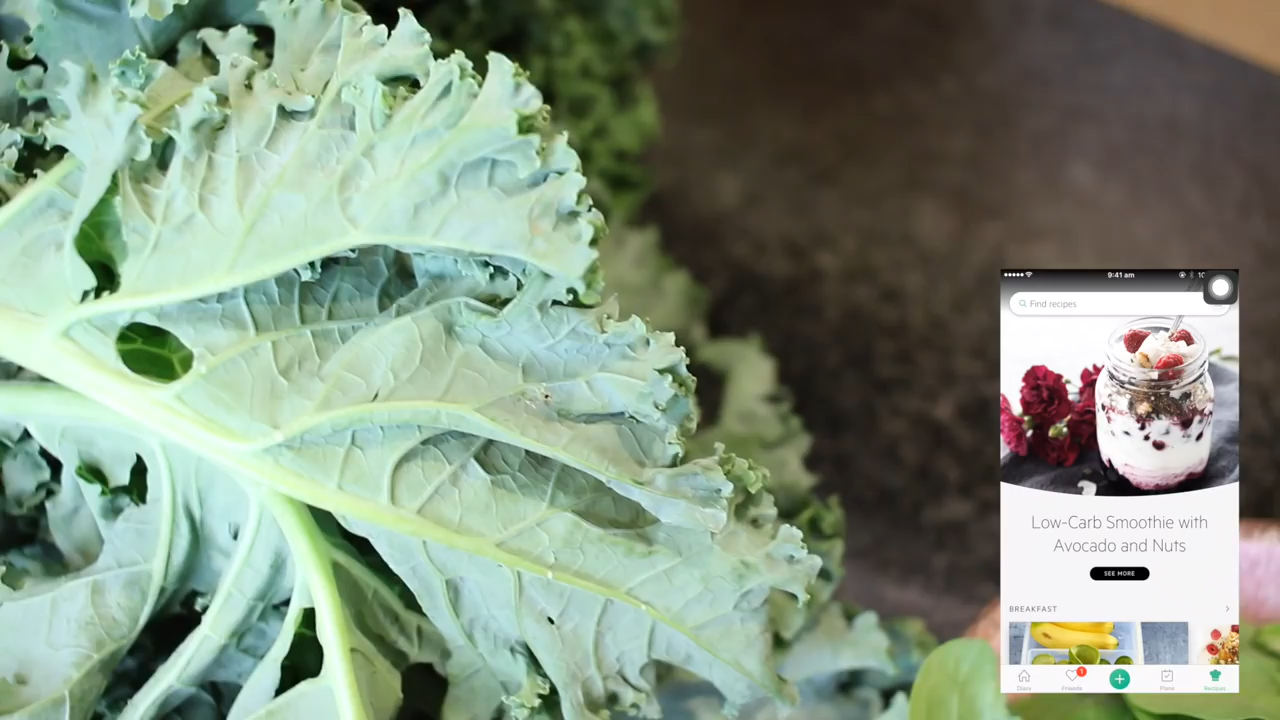 9:41 am
Find recipes
Low-Carb Smoothie with
Avocado and Nuts
SEE MORE
BREAKFAST
1
Diary
Friends
Plans
Recipes